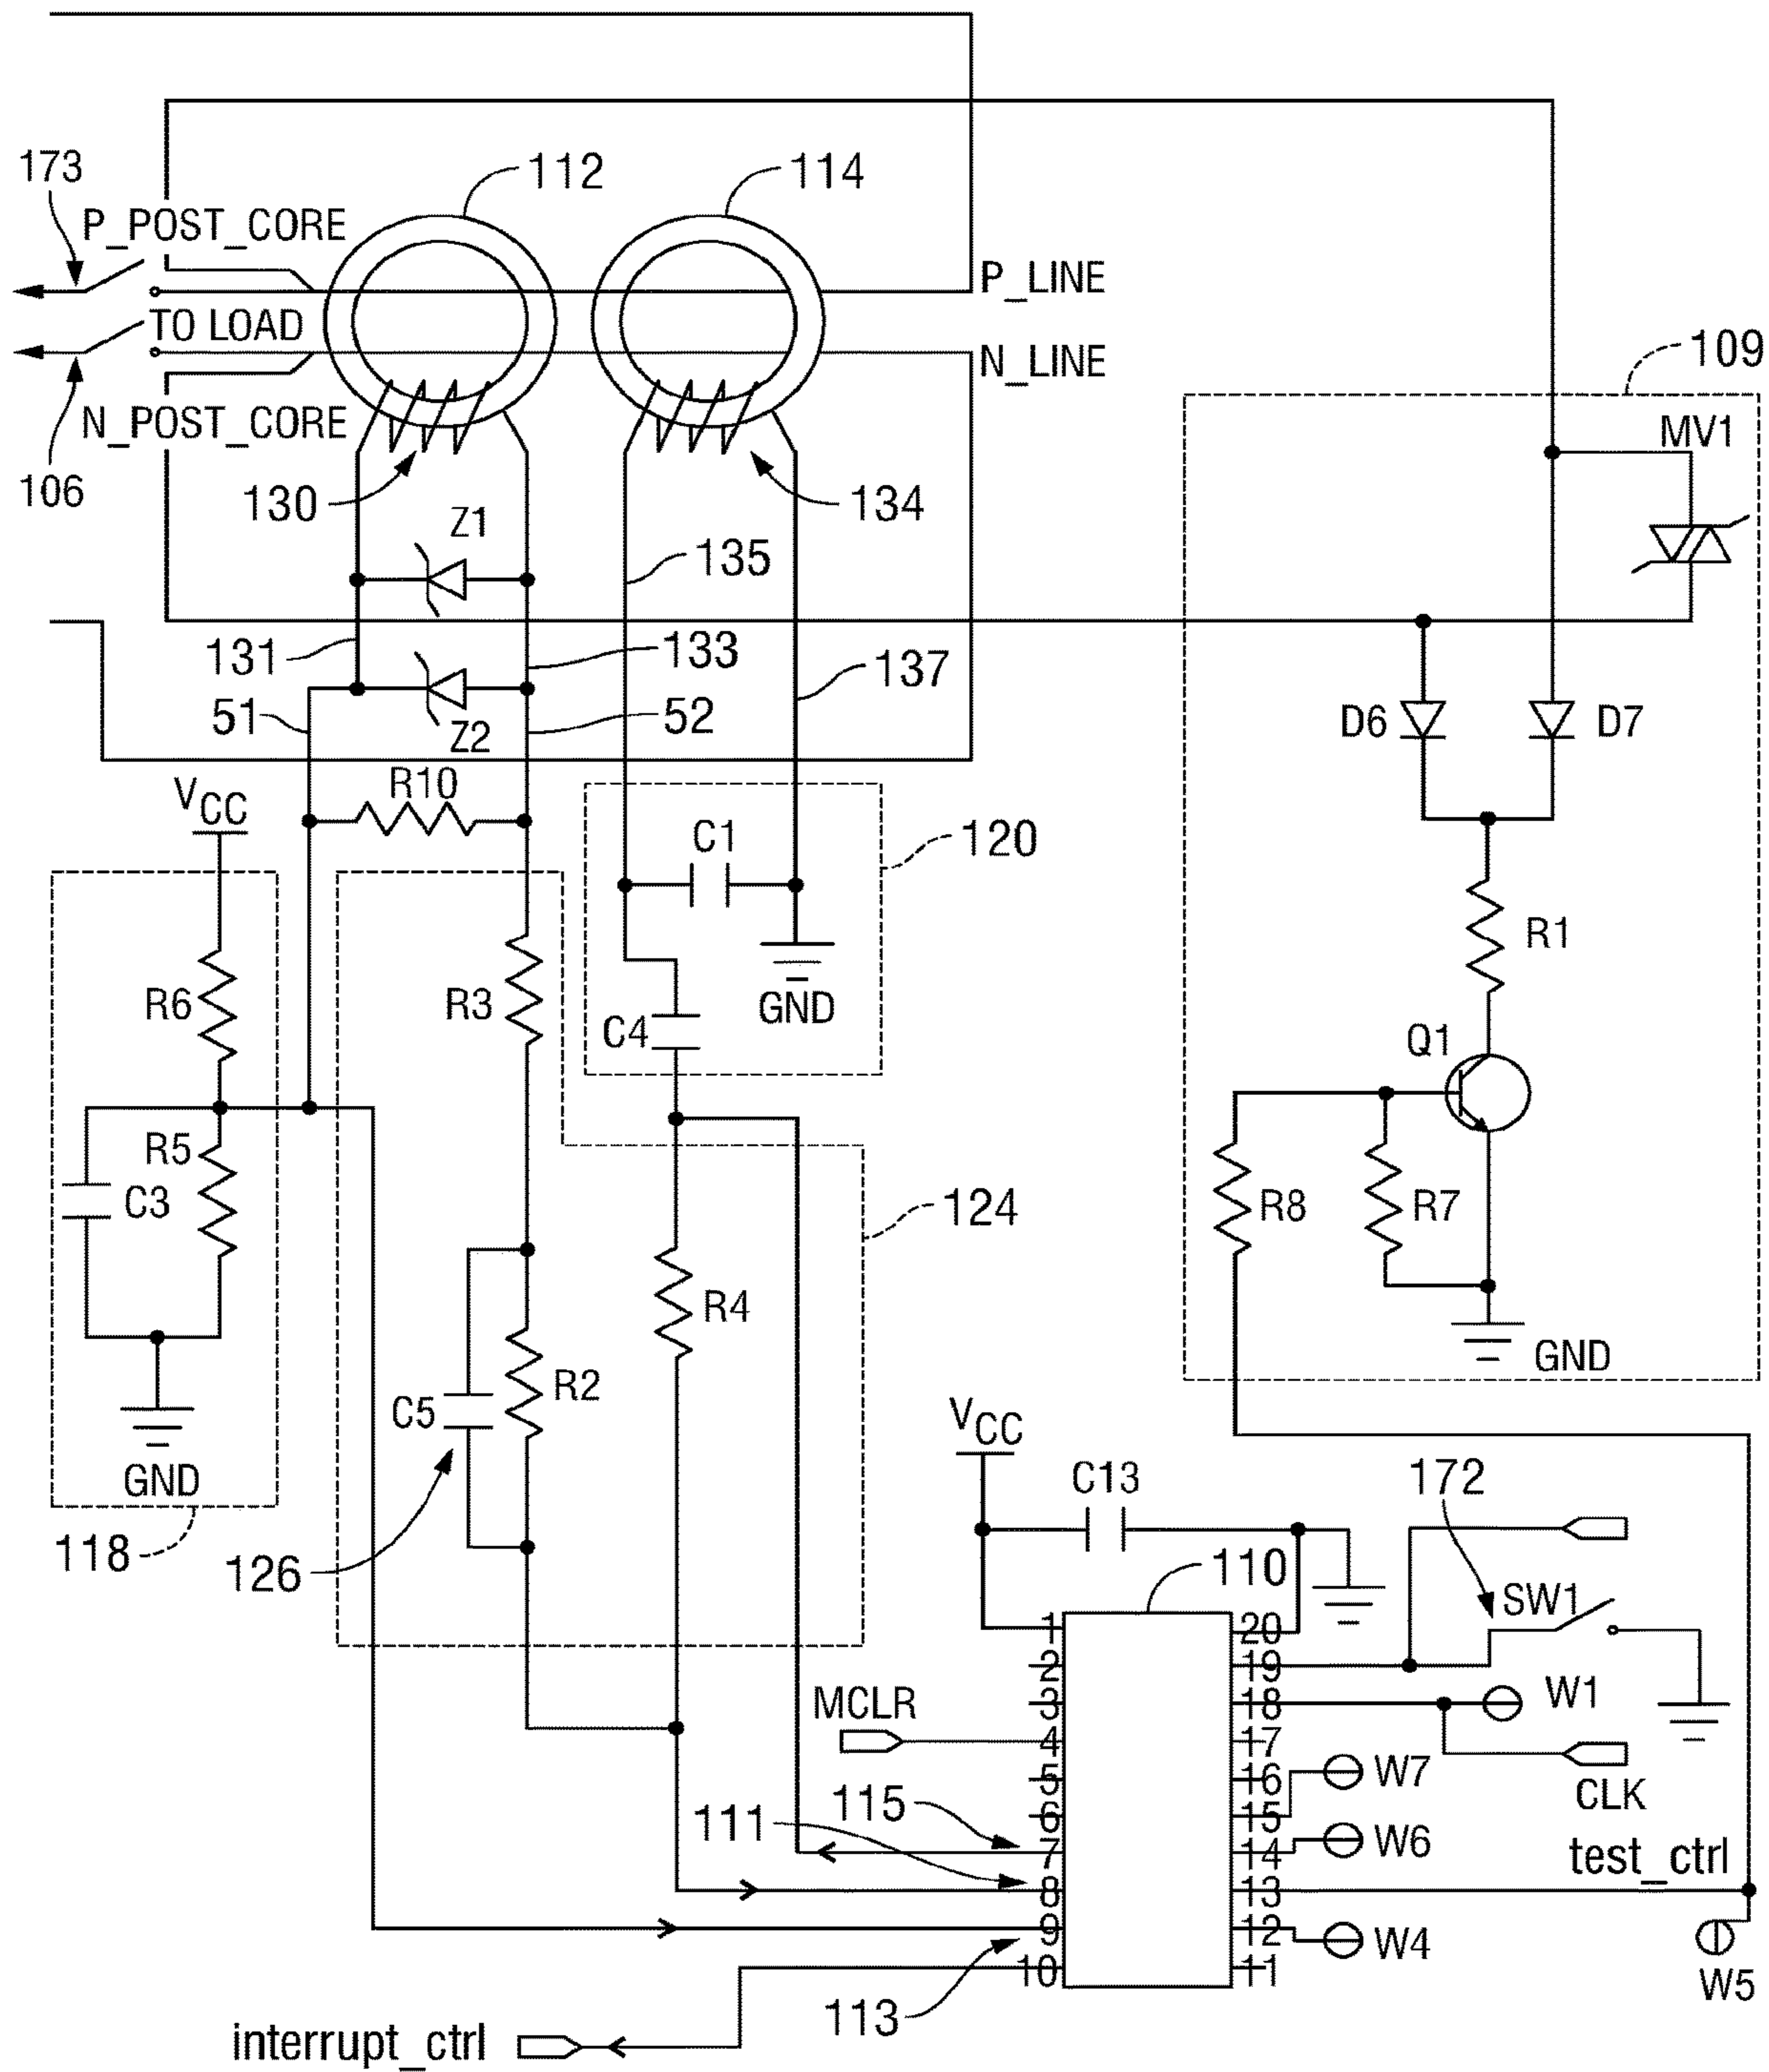 173
112
114
P_POST_CORE
P_LINE
TO LOAD
N_LINE
109
N_POST_CORE
MV1
106
130
134
Z1
135
131
133
137
51
52
Z2
D6
D7
R10
VCC
C1
120
R1
R6
R3
C4
GND
Q1
R5
C3
124
R8
R7
R4
GND
C5
R2
VCC
GND
C13
172
118
126
110
SW1
1
20
2
19
3
18
W1
MCLR
4
17
5
16
W7
CLK
115
6
15
111
7
14
W6
test_ctrl
8
13
9
12
W4
10
11
W5
113
interrupt_ctrl